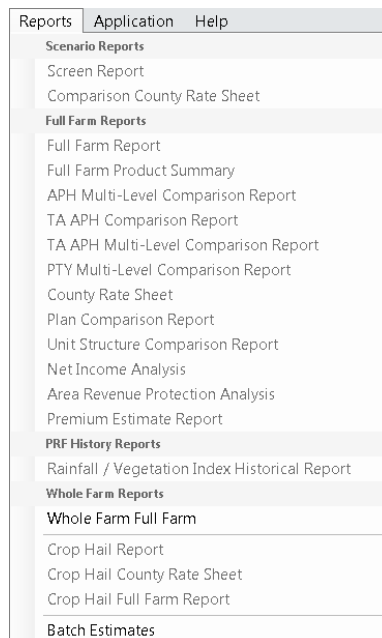 Reports Application Help
Scenario Reports
Screen Report
Comparison County Rate Sheet
Full Farm Reports
Full Farm Report
Full Farm Product Summary
APH Multi-Level Comparison Report
TA APH Comparison Report
TA APH Multi-Level Comparison Report
PTY Multi-Level Comparison Report
County Rate Sheet
Plan Comparison Report
Unit Structure Comparison Report
Net Income Analysis
Area Revenue Protection Analysis
Premium Estimate Report
PRF History Reports
Rainfall / Vegetation Index Historical Report
Whole Farm Reports
Whole Farm Full Farm
Crop Hail Report
Crop Hail County Rate Sheet
Crop Hail Full Farm Report
Batch Estimates